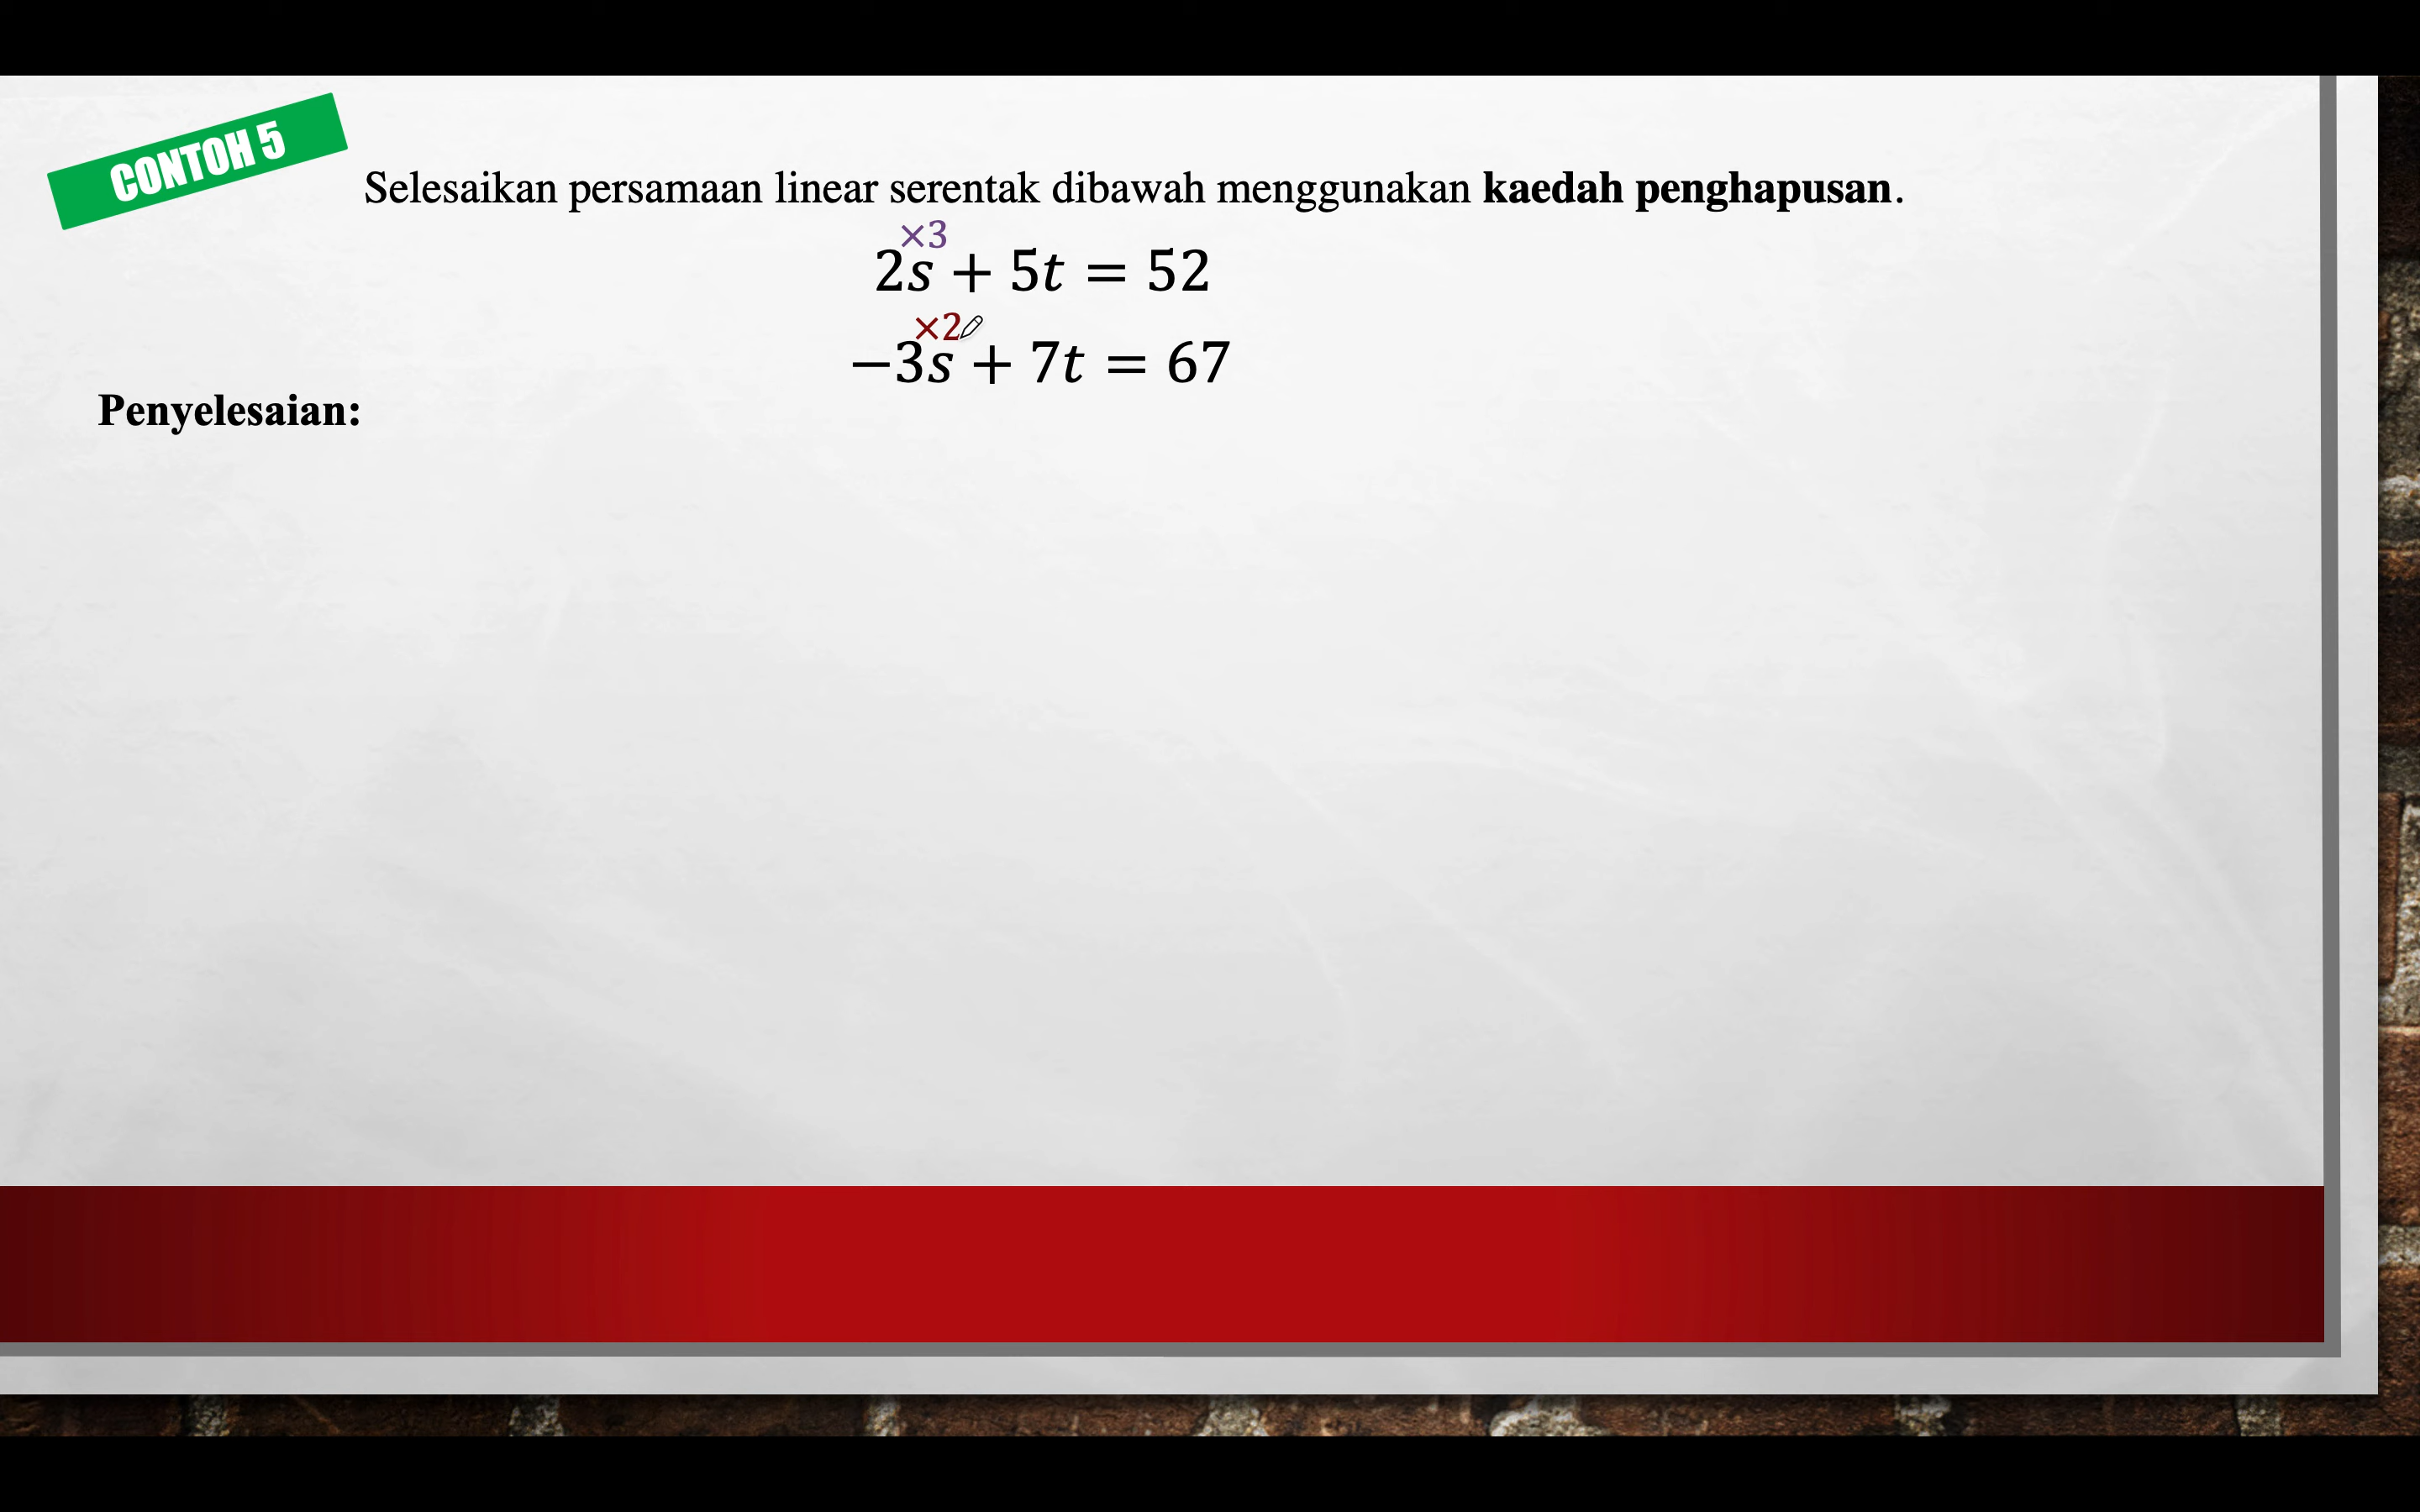 CONTOH 5
Selesaikan persamaan linear serentak dibawah menggunakan kaedah penghapusan.
×3
2s + 5t = 52
×2
−3s + 7t = 67
Penyelesaian: